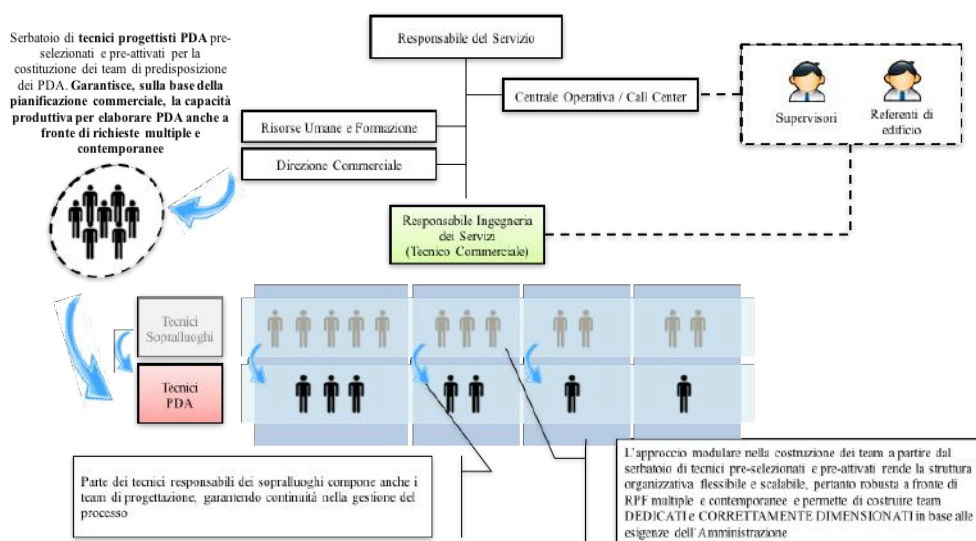 Serbatoio di tecnici progettisti PDA pre-
selezionati e pre-attivati per la
costituzione dei team di predisposizione
dei PDA. Garantisce, sulla base della
pianificazione commerciale, la capacità
produttiva per elaborare PDA anche a
fronte di richieste multiple e
contemporanee
Responsabile del Servizio
Centrale Operativa / Call Center
Supervisori
Referenti di
edificio
Risorse Umane e Formazione
Direzione Commerciale
Responsabile Ingegneria
dei Servizi
(Tecnico Commerciale)
Tecnici
Sopralluoghi
Tecnici
PDA
Parte dei tecnici responsabili dei sopralluoghi compone anche i
team di progettazione, garantendo continuità nella gestione del
processo
L'approccio modulare nella costruzione dei team a partire dal
serbatoio di tecnici pre-selezionati e pre-attivati rende la struttura
organizzativa flessibile e scalabile, pertanto robusta a fronte di
RPF multiple e contemporanee e permette di costruire team
DEDICATI e CORRETTAMENTE DIMENSIONATI in base alle
esigenze dell'Amministrazione